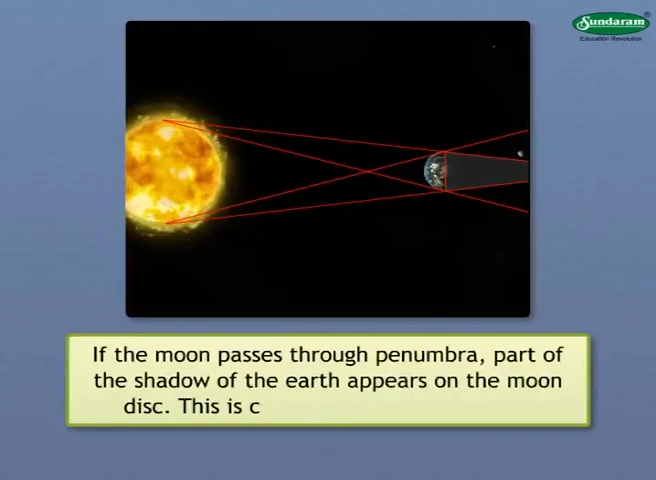 Sundaram
Education Revolution
If the moon passes through penumbra, part of
the shadow of the earth appears on the moon
disc. This is c